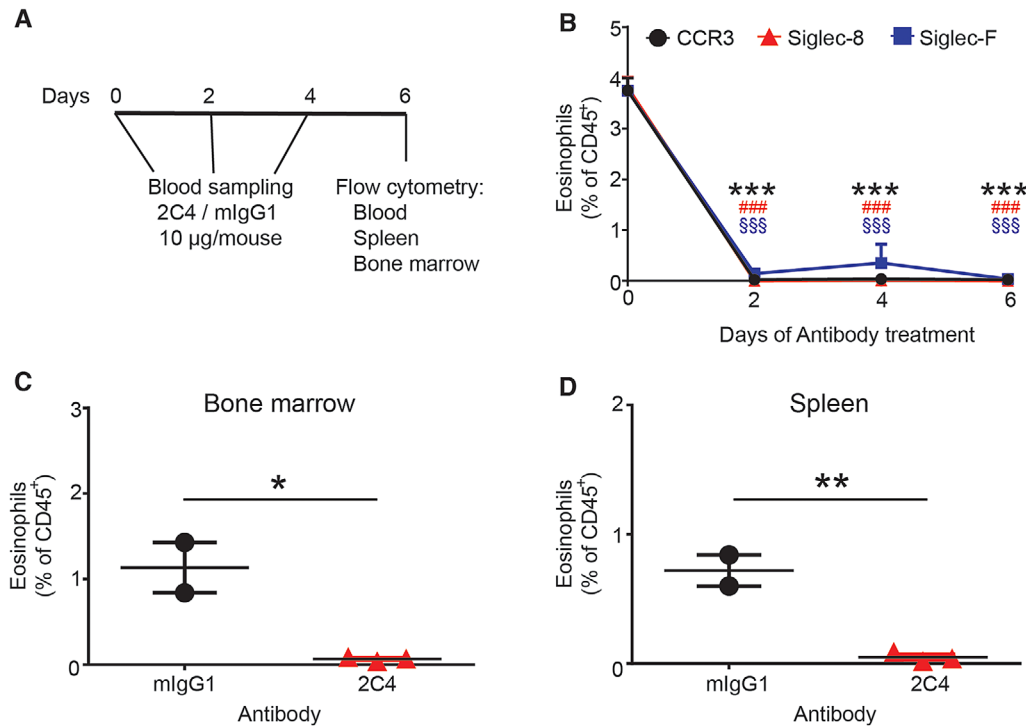 A
Days 0 2 4 6
Blood sampling
2C4 / mIgG1
10 µg/mouse
Flow cytometry:
Blood
Spleen
Bone marrow
B
CCR3 Siglec-8 Siglec-F
Eosinophils
(% of CD45+)
5
4
3
2
1
0
*** *** ***
### ### ###
§§§ §§§ §§§
0 2 4 6
Days of Antibody treatment
C
Bone marrow
Eosinophils
(% of CD45+)
3
2
1
0
*
mIgG1 2C4
Antibody
D
Spleen
Eosinophils
(% of CD45+)
2
1
0
**
mIgG1 2C4
Antibody